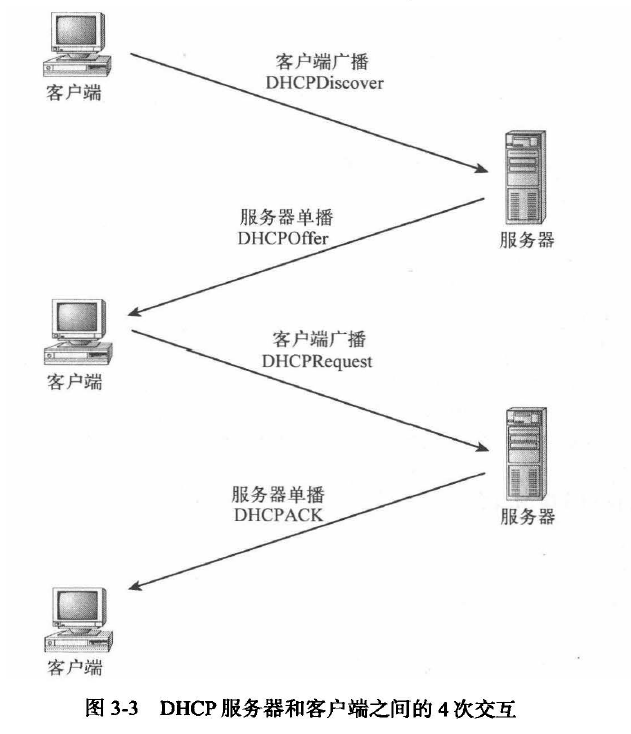 客户端
客户端广播
DHCPDiscover
服务器
服务器单播
DHCPOffer
客户端
客户端广播
DHCPRequest
服务器
服务器单播
DHCPACK
客户端
图 3-3 DHCP 服务器和客户端之间的 4 次交互